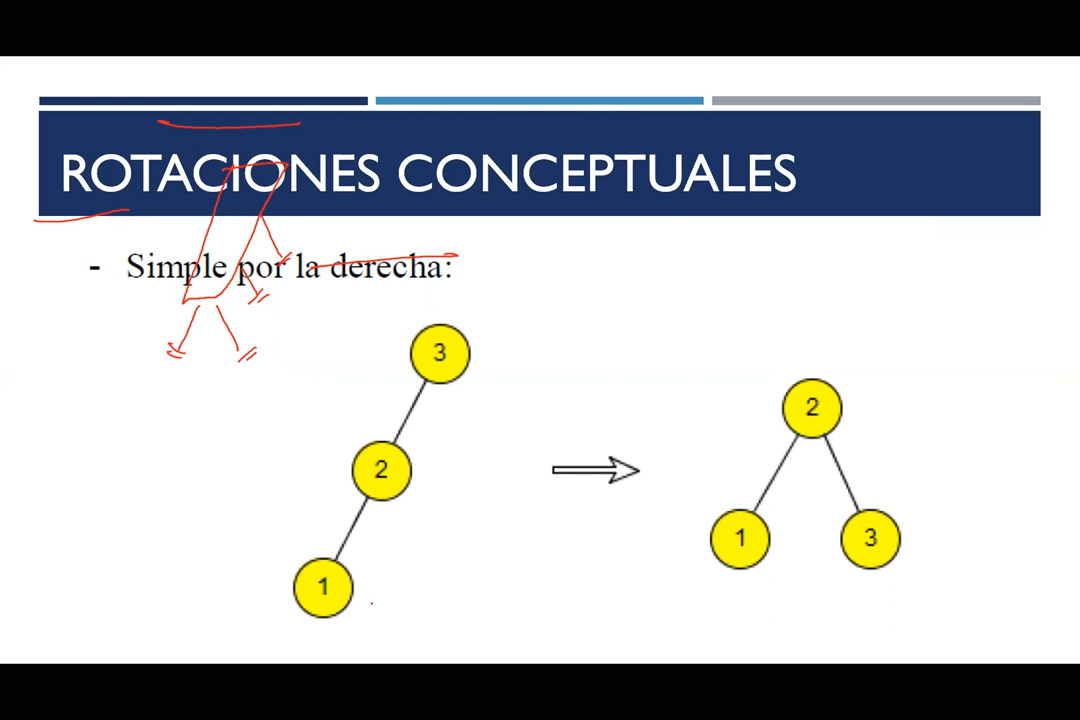 ROTACIONES CONCEPTUALES
- Simple por la derecha:
3
2
1
2
1 3